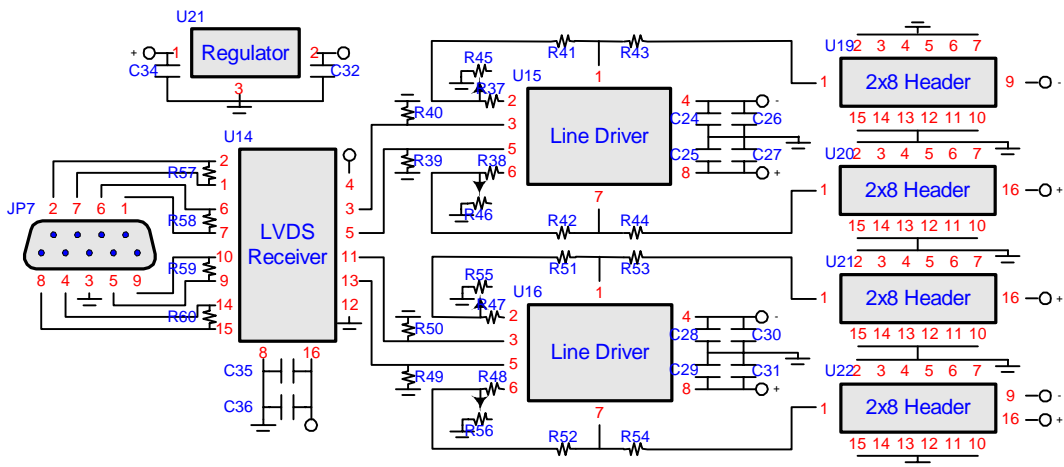 U21
+ 1 Regulator 2
C34 3 C32
U14
2
R57
1
6
R58
7
10
R59
9
14
R60
15
LVDS
Receiver
4
3
5
11
13
12
8 16
C35
C36
2 7 6 1
JP7
8 4 3 5 9
R41 R43
R45
R37
R40
R39
R38
R46
R42 R44
U15
1
2
3
5
6
7
Line Driver
4 -
C24 C26
C25 C27
8 +
R51 R53
R55
R47
R50
R49
R48
R56
R52 R54
U16
1
2
3
5
6
7
Line Driver
4 -
C28 C30
C29 C31
8 +
U19
2 3 4 5 6 7
1 2x8 Header 9 -
15 14 13 12 11 10
U20
2 3 4 5 6 7
1 2x8 Header 16 +
15 14 13 12 11 10
U21
2 3 4 5 6 7
1 2x8 Header 16 +
15 14 13 12 11 10
U22
2 3 4 5 6 7
1 2x8 Header 9 -
16 +
15 14 13 12 11 10